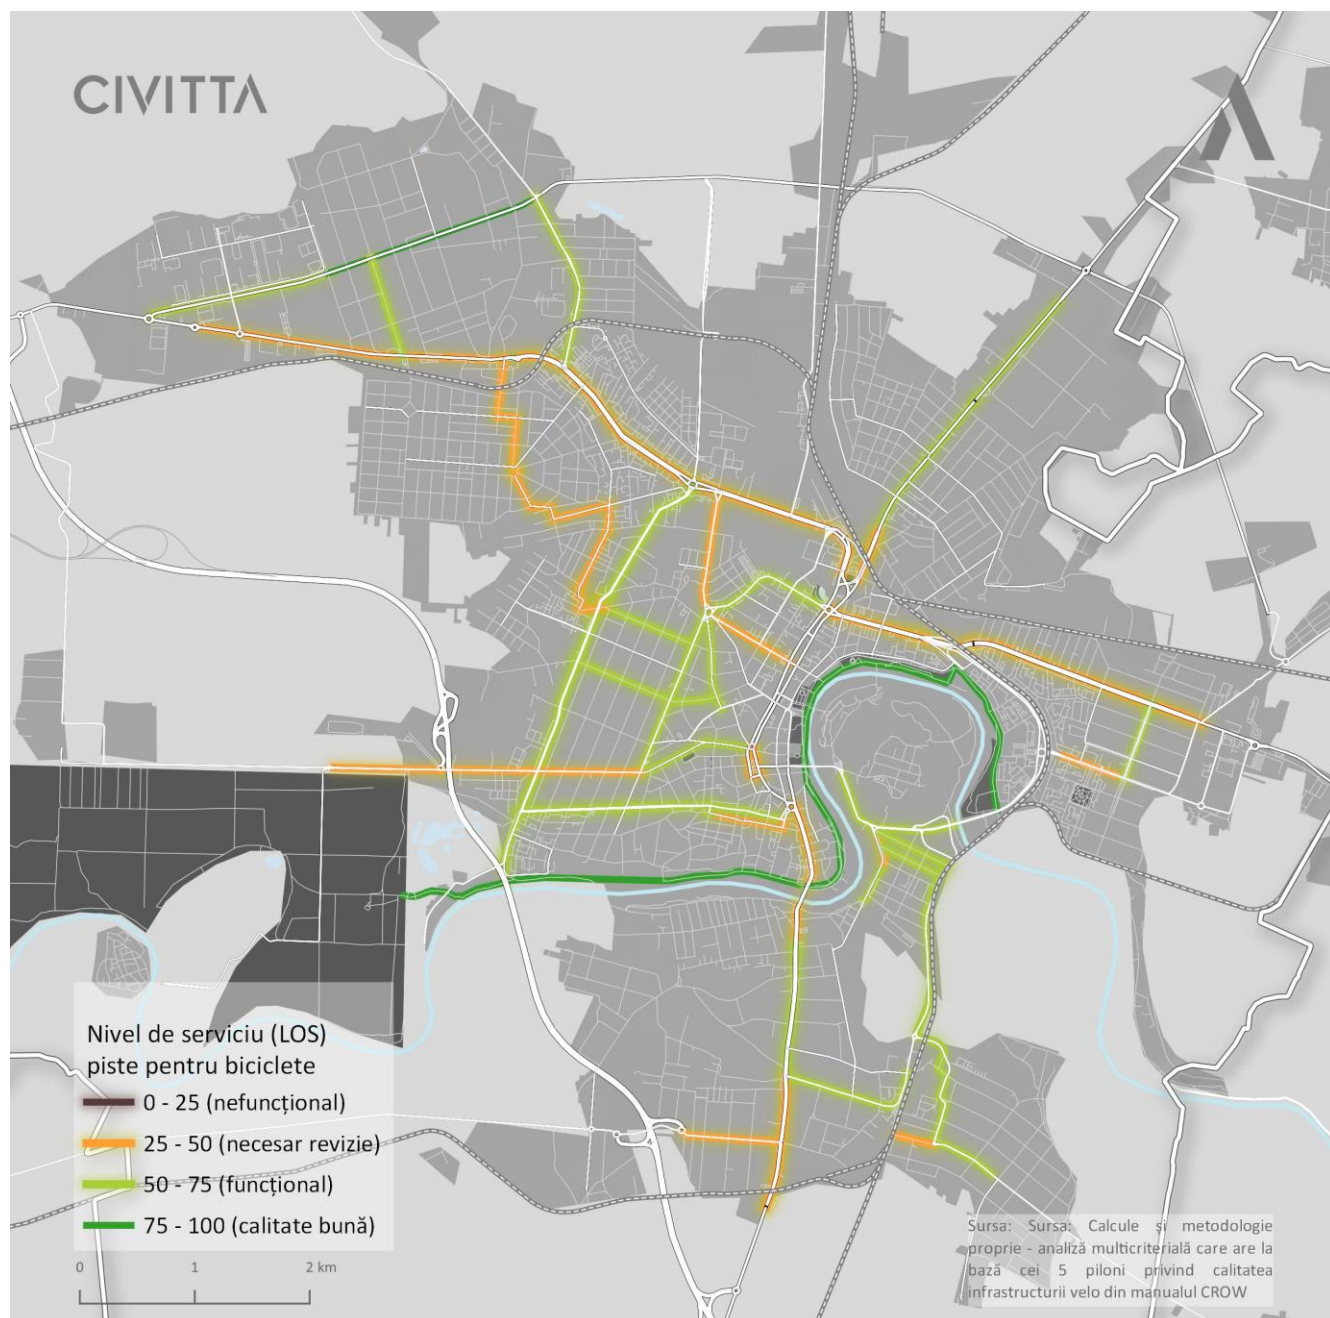 CIVITTA
Nivel de serviciu (LOS)
piste pentru biciclete
0 - 25 (nefuncțional)
25 - 50 (necesar revizie)
50 - 75 (funcțional)
75 - 100 (calitate bună)
0 1 2 km
Sursa: Sursa: Calcule și metodologie
proprie - analiză multicriterială care are la
bază cei 5 piloni privind calitatea
infrastructurii velo din manualul CROW